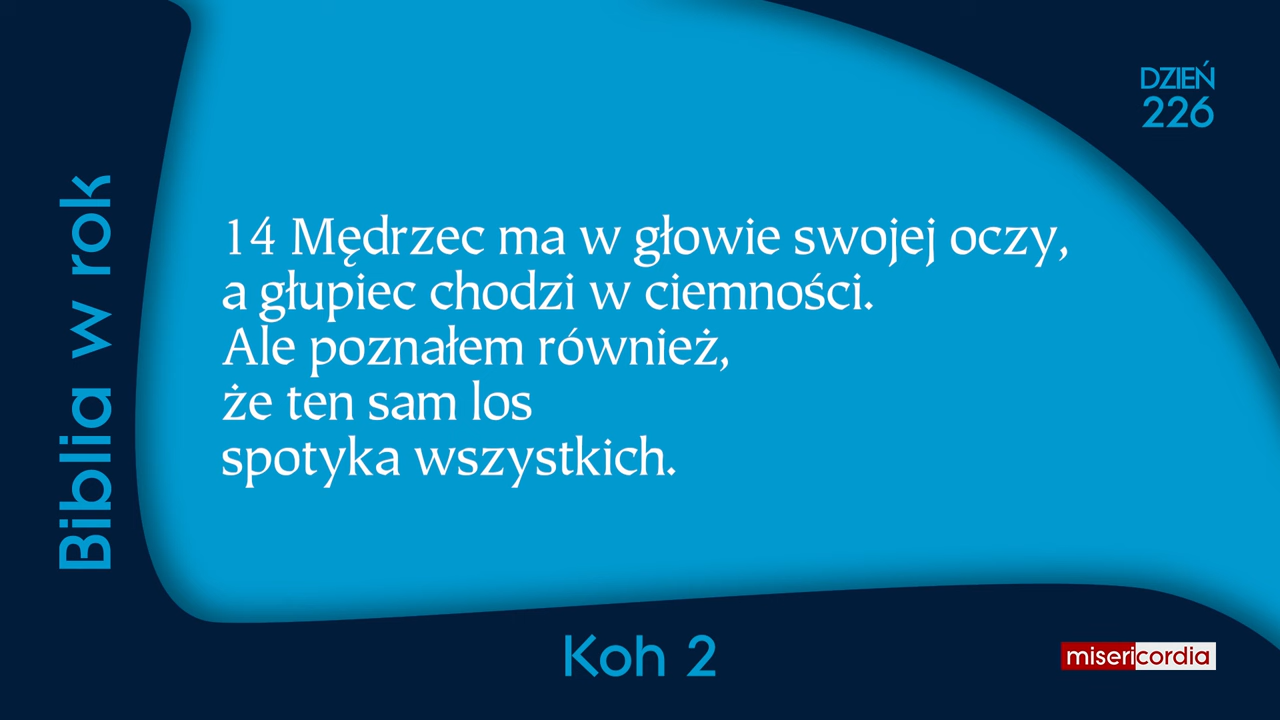 DZIEŃ
226
Biblia w rok
14 Mędrzec ma w głowie swojej oczy,
a głupiec chodzi w ciemności.
Ale poznałem również,
że ten sam los
spotyka wszystkich.
Koh 2
misericordia